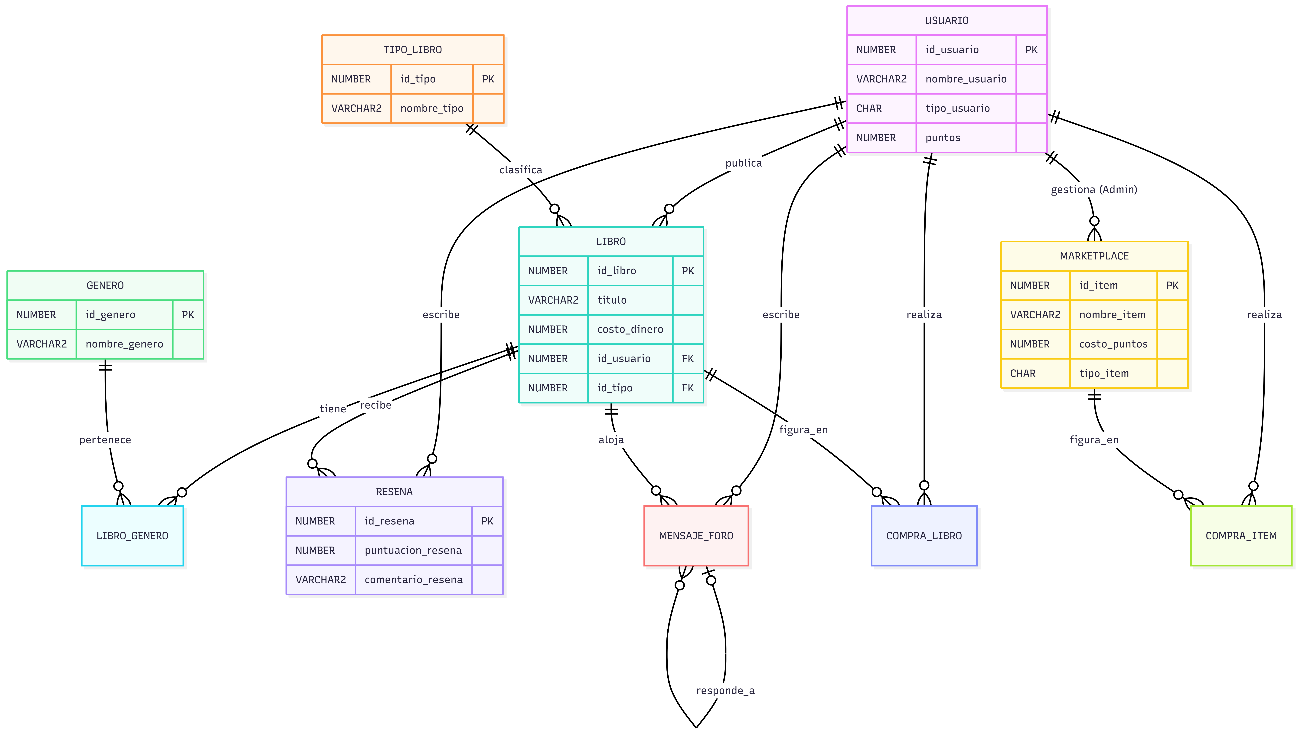 USUARIO
NUMBER id_usuario PK
VARCHAR2 nombre_usuario
CHAR tipo_usuario
NUMBER puntos
TIPO_LIBRO
NUMBER id_tipo PK
VARCHAR2 nombre_tipo
clasifica
publica
gestiona (Admin)
LIBRO
NUMBER id_libro PK
VARCHAR2 titulo
NUMBER costo_dinero
NUMBER id_usuario FK
NUMBER id_tipo FK
MARKETPLACE
NUMBER id_item PK
VARCHAR2 nombre_item
NUMBER costo_puntos
CHAR tipo_item
GENERO
NUMBER id_genero PK
VARCHAR2 nombre_genero
escribe
escribe
realiza
realiza
tiene
recibe
pertenece
aloja
figura_en
figura_en
LIBRO_GENERO
RESENA
NUMBER id_resena PK
NUMBER puntuacion_resena
VARCHAR2 comentario_resena
MENSAJE_FORO
COMPRA_LIBRO
COMPRA_ITEM
responde_a